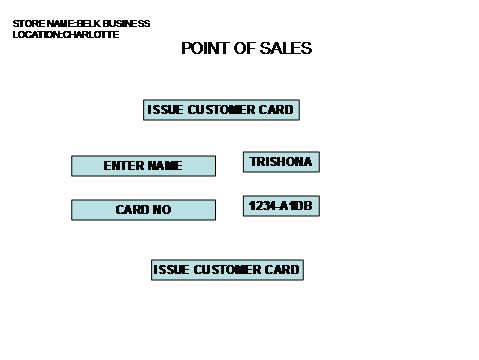 STORE NAME:BELK BUSINESS
LOCATION:CHARLOTTE
POINT OF SALES
ISSUE CUSTOMER CARD
ENTER NAME
TRISHONA
CARD NO
1234-A1DB
ISSUE CUSTOMER CARD